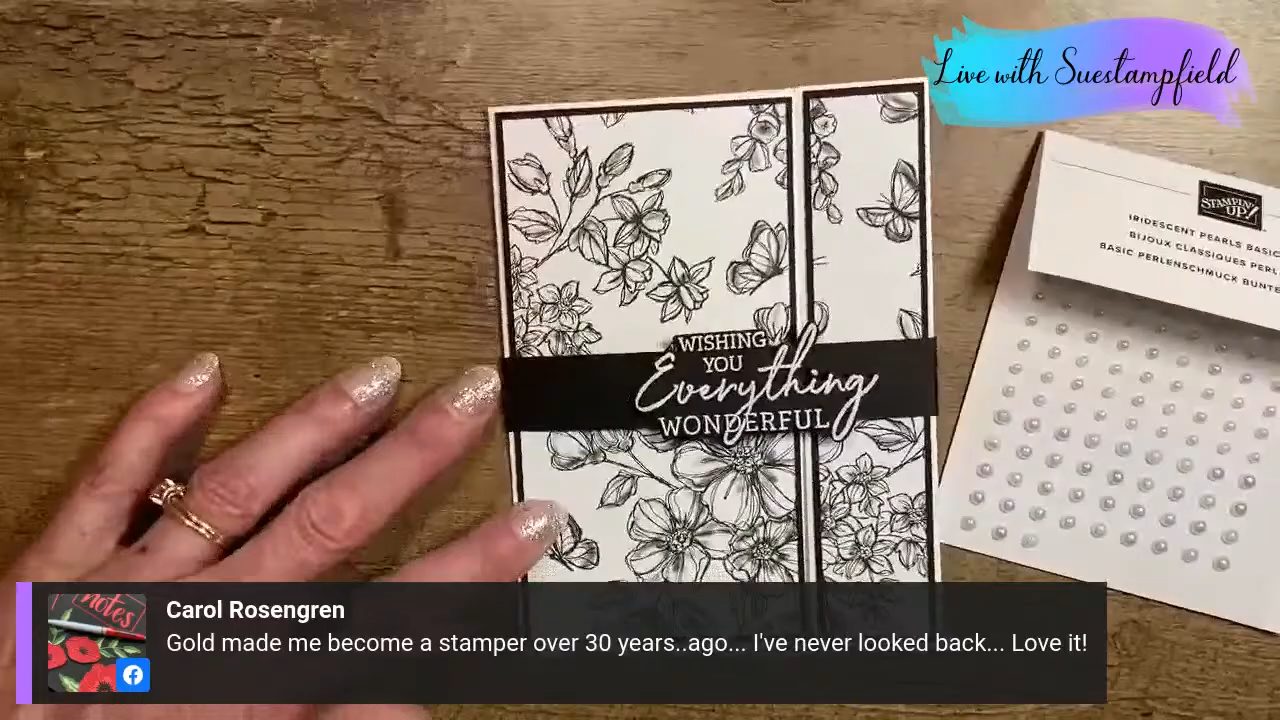 Live with Suestampfield
STAMPIN'
UP!
IRIDESCENT PEARLS BASIC
BIJOUX CLASSIQUES PERL
BASIC PERLENSCHMUCK BUNTE
WISHING
YOU
Everything
WONDERFUL
notes
Carol Rosengren
Gold made me become a stamper over 30 years..ago... I've never looked back... Love it!